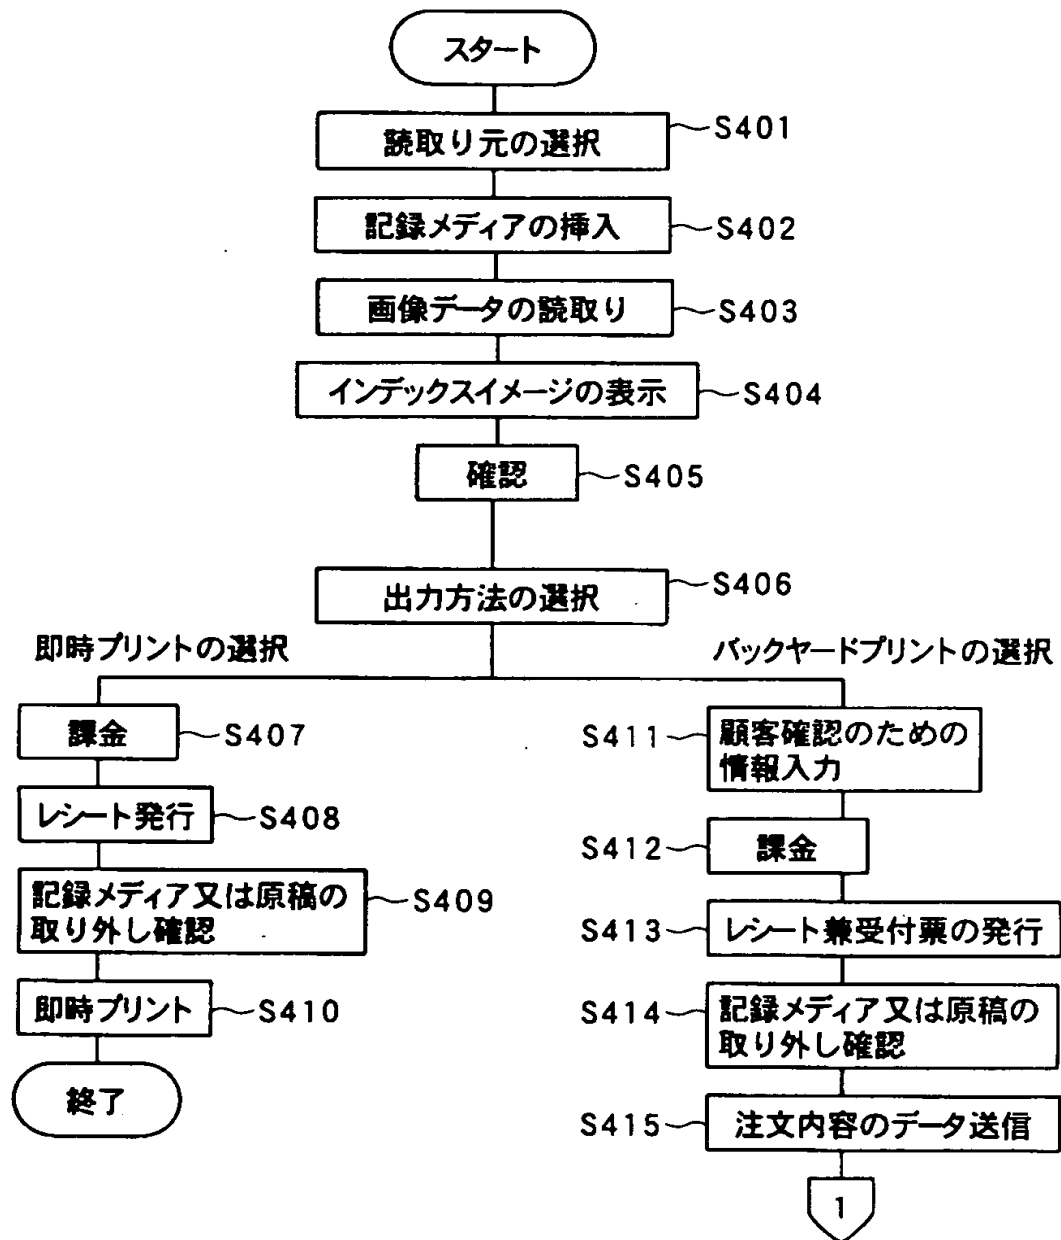 スタート
読取り元の選択
S401
記録メディアの挿入
S402
画像データの読取り
S403
インデックスイメージの表示
S404
確認
S405
出力方法の選択
S406
即時プリントの選択
課金
S407
レシート発行
S408
記録メディア又は原稿の
取り外し確認
S409
即時プリント
S410
終了
バックヤードプリントの選択
S411
顧客確認のための
情報入力
S412
課金
S413
レシート兼受付票の発行
S414
記録メディア又は原稿の
取り外し確認
S415
注文内容のデータ送信
1